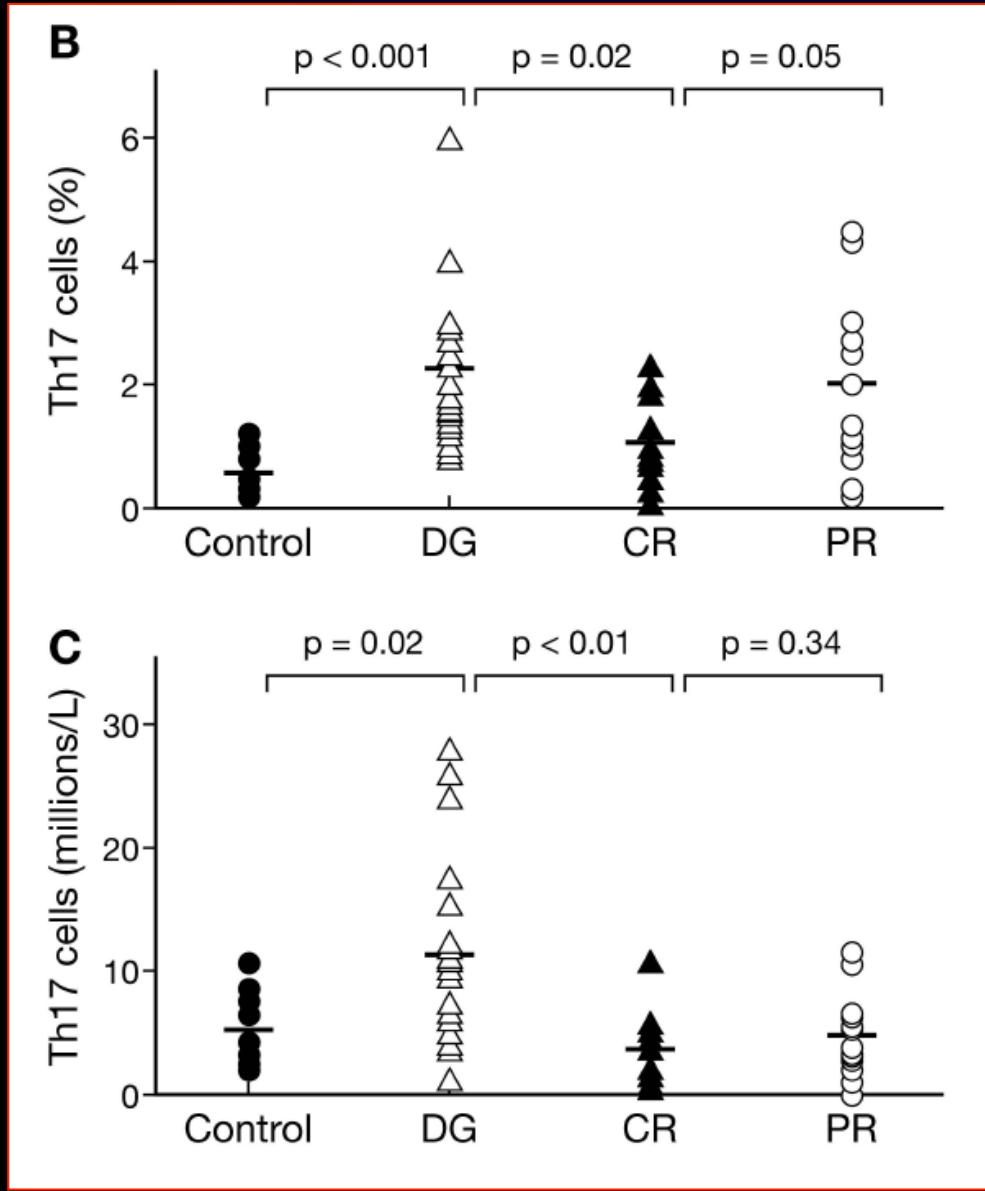 B
p < 0.001 p = 0.02 p = 0.05
Th17 cells (%)
6
4
2
0
Control DG CR PR
C
p = 0.02 p < 0.01 p = 0.34
Th17 cells (millions/L)
30
20
10
0
Control DG CR PR